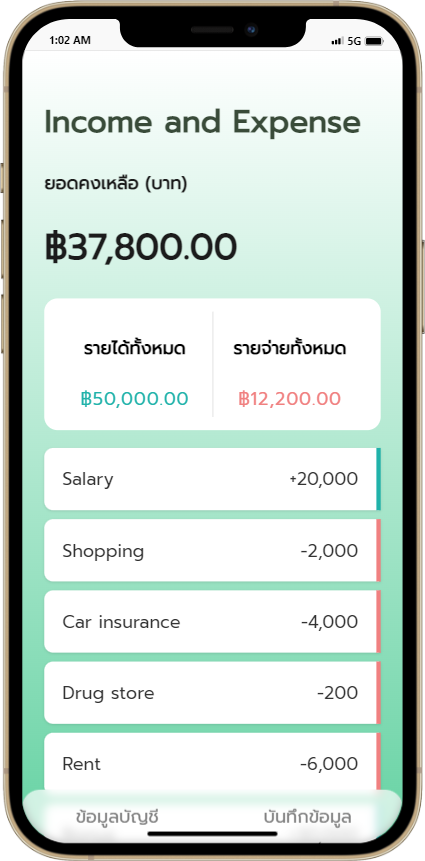 1:02 AM 5G
Income and Expense
ยอดคงเหลือ (บาท)
฿37,800.00
รายได้ทั้งหมด รายจ่ายทั้งหมด
฿50,000.00 ฿12,200.00
Salary +20,000
Shopping -2,000
Car insurance -4,000
Drug store -200
Rent -6,000
ข้อมูลบัญชี บันทึกข้อมูล